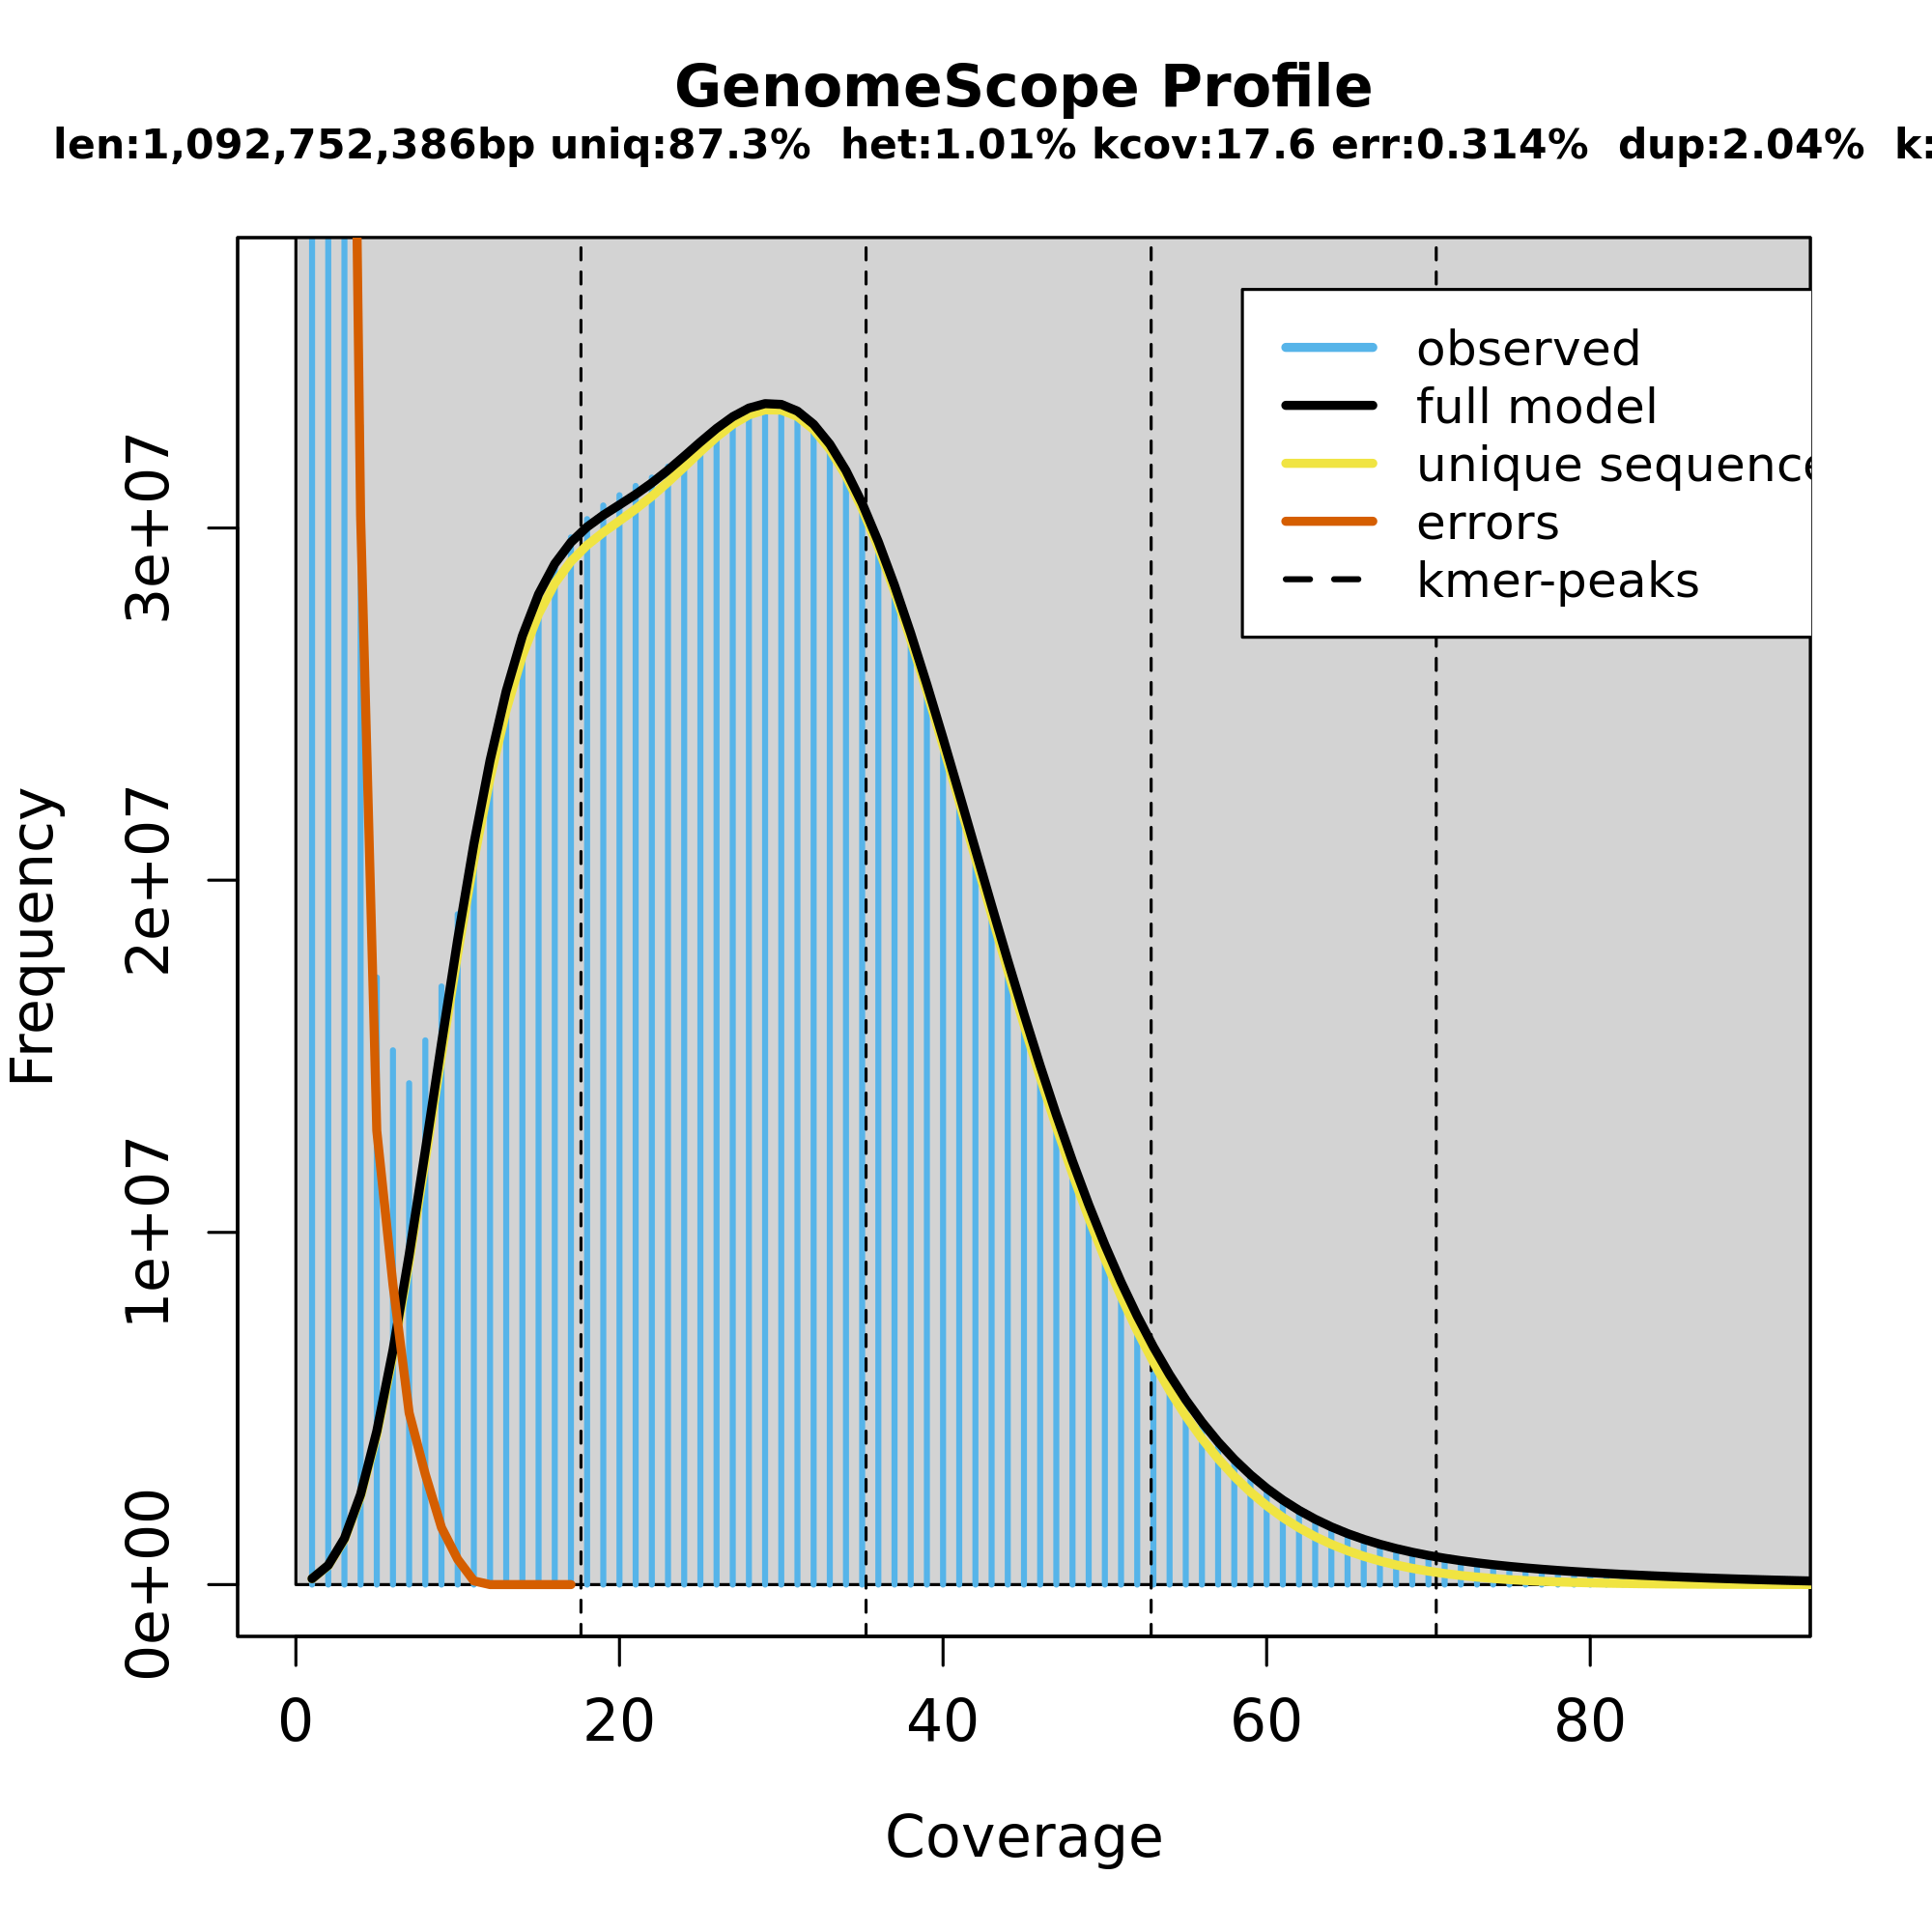 GenomeScope Profile
len:1,092,752,386bp uniq:87.3% het:1.01% kcov:17.6 err:0.314% dup:2.04% k:
observed
full model
unique sequence
errors
kmer-peaks
Frequency
3e+07
2e+07
1e+07
0e+00
0 20 40 60 80
Coverage